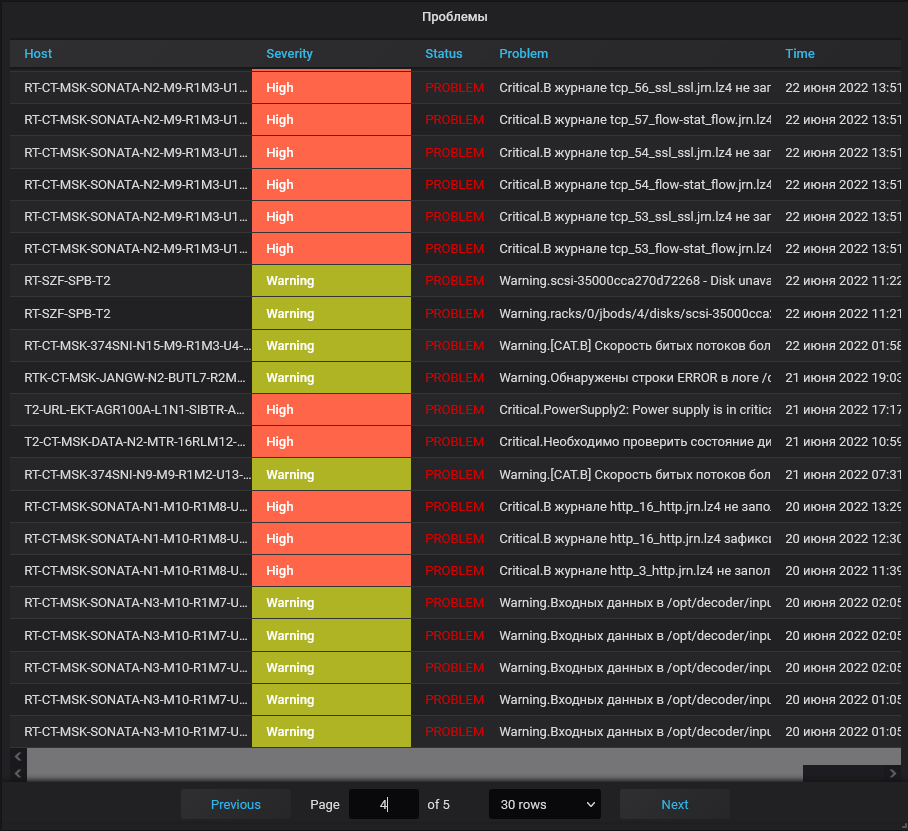 Проблемы
Host Severity Status Problem Time
RT-CT-MSK-SONATA-N2-M9-R1M3-U1... High PROBLEM Critical.В журнале tcp_56_ssl_ssl.jrn.lz4 не заг 22 июня 2022 13:51
RT-CT-MSK-SONATA-N2-M9-R1M3-U1... High PROBLEM Critical.В журнале tcp_57_flow-stat_flow.jrn.lz4 22 июня 2022 13:51
RT-CT-MSK-SONATA-N2-M9-R1M3-U1... High PROBLEM Critical.В журнале tcp_54_ssl_ssl.jrn.lz4 не заг 22 июня 2022 13:51
RT-CT-MSK-SONATA-N2-M9-R1M3-U1... High PROBLEM Critical.В журнале tcp_54_flow-stat_flow.jrn.lz4 22 июня 2022 13:51
RT-CT-MSK-SONATA-N2-M9-R1M3-U1... High PROBLEM Critical.В журнале tcp_53_ssl_ssl.jrn.lz4 не заг 22 июня 2022 13:51
RT-CT-MSK-SONATA-N2-M9-R1M3-U1... High PROBLEM Critical.В журнале tcp_53_flow-stat_flow.jrn.lz4 22 июня 2022 13:51
RT-SZF-SPB-T2 Warning PROBLEM Warning.scsi-35000cca270d72268 - Disk unava 22 июня 2022 11:22
RT-SZF-SPB-T2 Warning PROBLEM Warning.racks/0/jbods/4/disks/scsi-35000cca: 22 июня 2022 11:21
RT-CT-MSK-374SNI-N15-M9-R1M3-U4-... Warning PROBLEM Warning.[CAT.B] Скорость битых потоков бол 22 июня 2022 01:58
RTK-CT-MSK-JANGW-N2-BUTL7-R2M... Warning PROBLEM Warning.Обнаружены строки ERROR в логе /c 21 июня 2022 19:03
T2-URL-EKT-AGR100A-L1N1-SIBTR-A... High PROBLEM Critical.PowerSupply2: Power supply is in critica 21 июня 2022 17:17
T2-CT-MSK-DATA-N2-MTR-16RLM12-... High PROBLEM Critical.Необходимо проверить состояние ди 21 июня 2022 10:59
RT-CT-MSK-374SNI-N9-M9-R1M2-U13-... Warning PROBLEM Warning.[CAT.B] Скорость битых потоков бол 21 июня 2022 07:31
RT-CT-MSK-SONATA-N1-M10-R1M8-U... High PROBLEM Critical.В журнале http_16_http.jrn.lz4 не запо. 20 июня 2022 13:29
RT-CT-MSK-SONATA-N1-M10-R1M8-U... High PROBLEM Critical.В журнале http_16_http.jrn.lz4 зафикси 20 июня 2022 12:30
RT-CT-MSK-SONATA-N1-M10-R1M8-U... High PROBLEM Critical.В журнале http_3_http.jrn.lz4 не запол 20 июня 2022 11:39
RT-CT-MSK-SONATA-N3-M10-R1M7-U... Warning PROBLEM Warning.Входных данных в /opt/decoder/inpu 20 июня 2022 02:05
RT-CT-MSK-SONATA-N3-M10-R1M7-U... Warning PROBLEM Warning.Входных данных в /opt/decoder/inpu 20 июня 2022 02:05
RT-CT-MSK-SONATA-N3-M10-R1M7-U... Warning PROBLEM Warning.Входных данных в /opt/decoder/inpu 20 июня 2022 02:05
RT-CT-MSK-SONATA-N3-M10-R1M7-U... Warning PROBLEM Warning.Входных данных в /opt/decoder/inpu 20 июня 2022 01:05
RT-CT-MSK-SONATA-N3-M10-R1M7-U... Warning PROBLEM Warning.Входных данных в /opt/decoder/inpu 20 июня 2022 01:05
Previous Page 4 of 5 30 rows Next